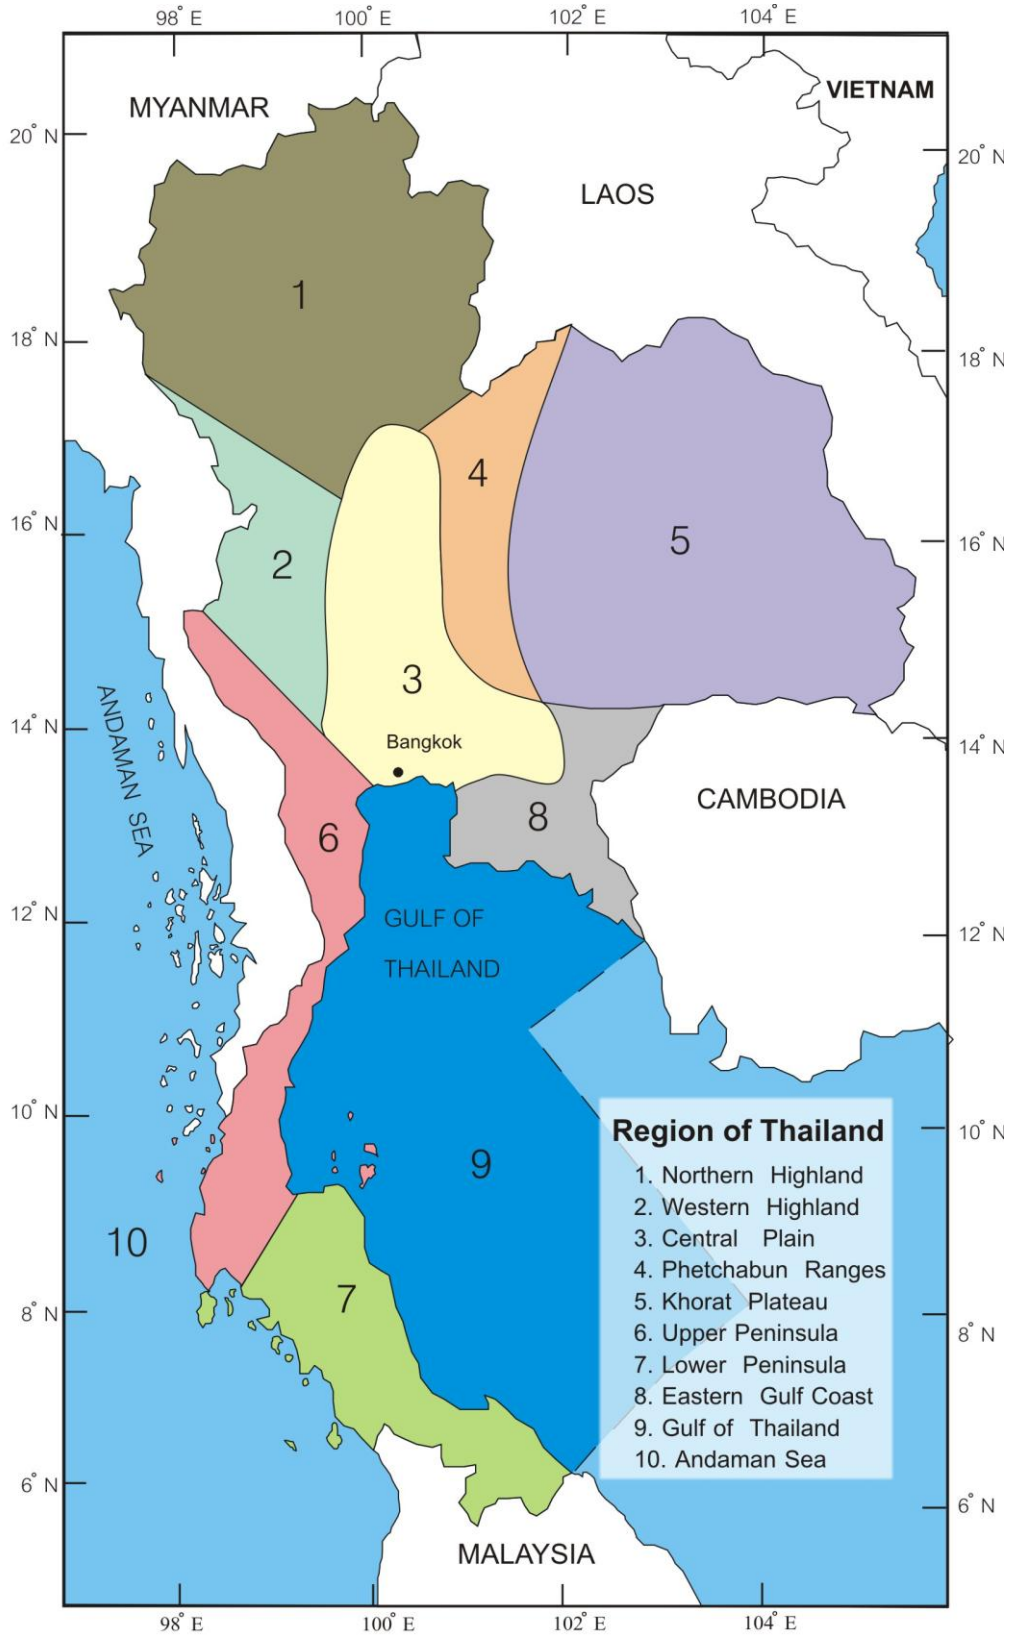 98° E
100° E
102° E
104° E
MYANMAR
VIETNAM
20° N
20° N
LAOS
1
18° N
18° N
4
16° N
16° N
5
2
3
ANDAMAN SEA
14° N
14° N
Bangkok
CAMBODIA
8
6
12° N
12° N
GULF OF
THAILAND
10° N
10° N
9
10
7
8° N
8° N
Region of Thailand
1. Northern Highland
2. Western Highland
3. Central Plain
4. Phetchabun Ranges
5. Khorat Plateau
6. Upper Peninsula
7. Lower Peninsula
8. Eastern Gulf Coast
9. Gulf of Thailand
10. Andaman Sea
6° N
6° N
MALAYSIA
98° E
100° E
102° E
104° E